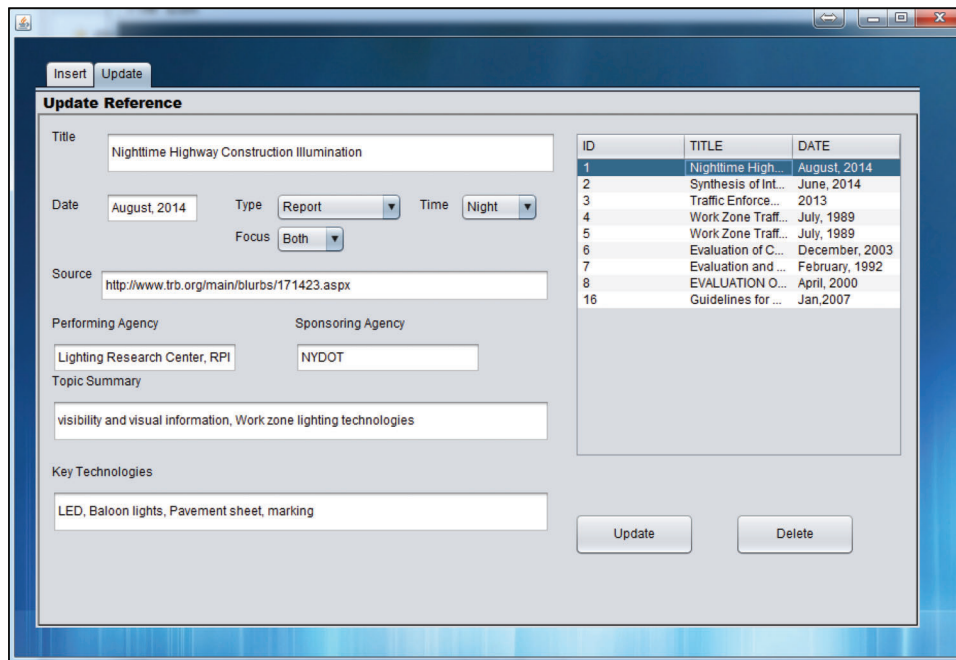 Insert Update
Update Reference
Title
Nighttime Highway Construction Illumination
Date August, 2014 Type Report Time Night
Focus Both
Source
http://www.trb.org/main/blurbs/171423.aspx
Performing Agency Sponsoring Agency
Lighting Research Center, RPI NYDOT
Topic Summary
visibility and visual information, Work zone lighting technologies
Key Technologies
LED, Baloon lights, Pavement sheet, marking
ID TITLE DATE
1 Nighttime High... August, 2014
2 Synthesis of Int... June, 2014
3 Traffic Enforce... 2013
4 Work Zone Traff... July, 1989
5 Work Zone Traff... July, 1989
6 Evaluation of C... December, 2003
7 Evaluation and ... February, 1992
8 EVALUATION O... April, 2000
16 Guidelines for ... Jan,2007
Update Delete